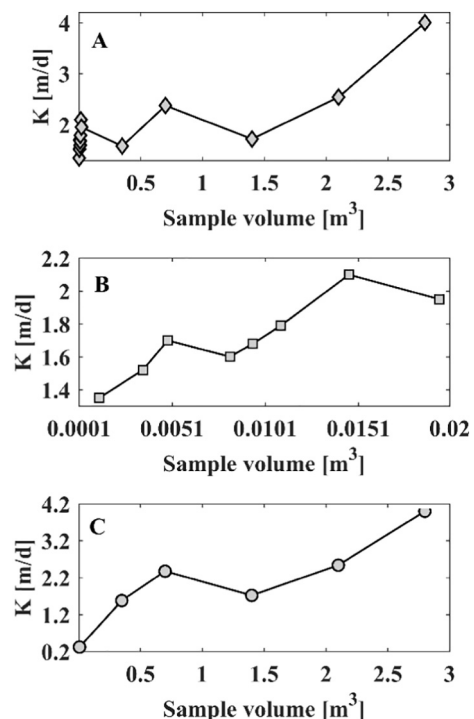 A
K [m/d]
4
3
2
0.5 1 1.5 2 2.5 3
Sample volume [m³]
B
K [m/d]
2.2
2
1.8
1.6
1.4
0.0001 0.0051 0.0101 0.0151 0.02
Sample volume [m³]
C
K [m/d]
4.2
3.2
2.2
1.2
0.2
0.5 1 1.5 2 2.5 3
Sample volume [m³]